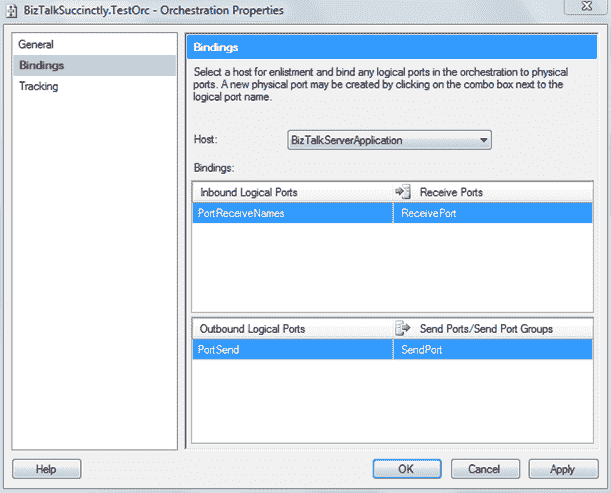 BizTalkSuccinctly.TestOrc - Orchestration Properties
General
Bindings
Tracking
Bindings
Select a host for enlistment and bind any logical ports in the orchestration to physical
ports. A new physical port may be created by clicking on the combo box next to the
logical port name.
Host:
BizTalkServerApplication
Bindings:
Inbound Logical Ports Receive Ports
PortReceiveNames ReceivePort
Outbound Logical Ports Send Ports/Send Port Groups
PortSend SendPort
Help OK Cancel Apply